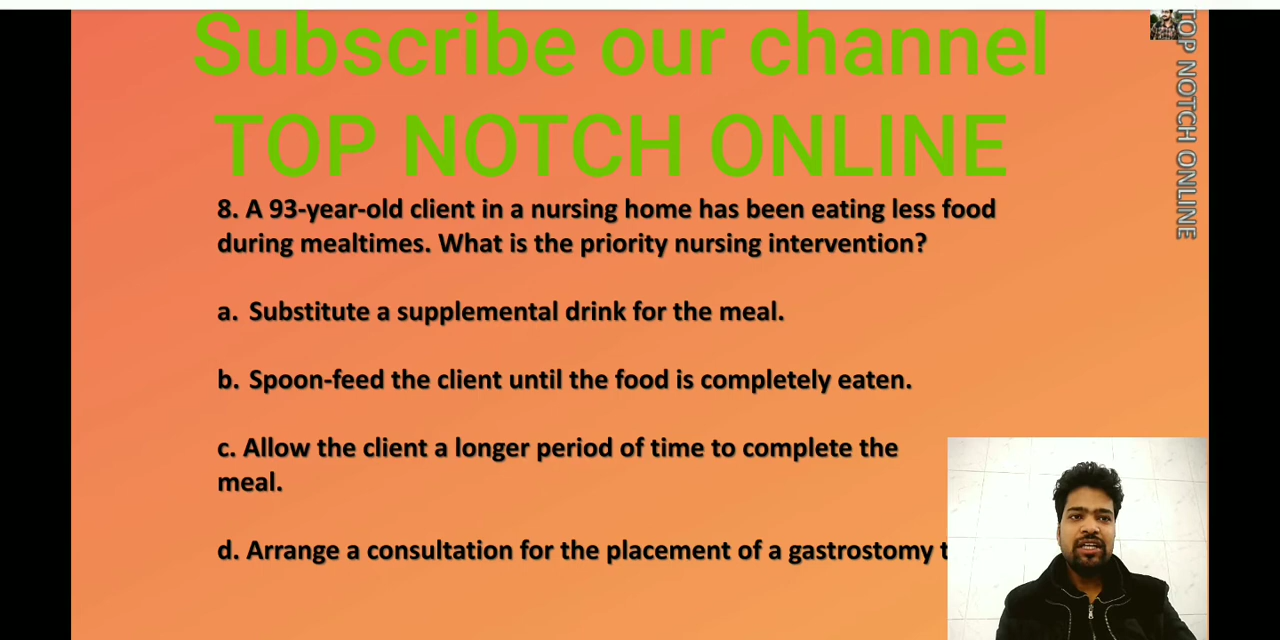 Subscribe our channel
TOP NOTCH ONLINE
TOP NOTCH ONLINE
8. A 93-year-old client in a nursing home has been eating less food
during mealtimes. What is the priority nursing intervention?
a. Substitute a supplemental drink for the meal.
b. Spoon-feed the client until the food is completely eaten.
c. Allow the client a longer period of time to complete the
meal.
d. Arrange a consultation for the placement of a gastrostomy t